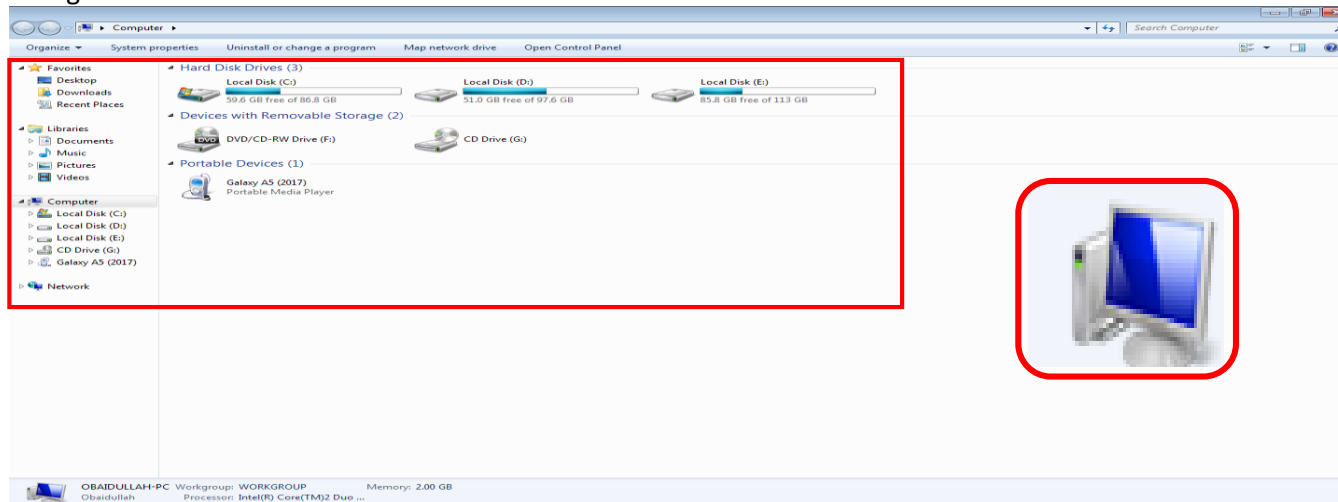 Computer
Search Computer
Organize System properties Uninstall or change a program Map network drive Open Control Panel
Favorites
Desktop
Downloads
Recent Places
Libraries
Documents
Music
Pictures
Videos
Computer
Local Disk (C:)
Local Disk (D:)
Local Disk (E:)
CD Drive (G:)
Galaxy A5 (2017)
Network
Hard Disk Drives (3)
Local Disk (C:)
59.6 GB free of 86.8 GB
Local Disk (D:)
51.0 GB free of 97.6 GB
Local Disk (E:)
85.8 GB free of 113 GB
Devices with Removable Storage (2)
DVD/CD-RW Drive (F:)
CD Drive (G:)
Portable Devices (1)
Galaxy A5 (2017)
Portable Media Player
OBAIDULLAH-PC Workgroup: WORKGROUP Memory: 2.00 GB
Obaidullah Processor: Intel(R) Core(TM)2 Duo ...